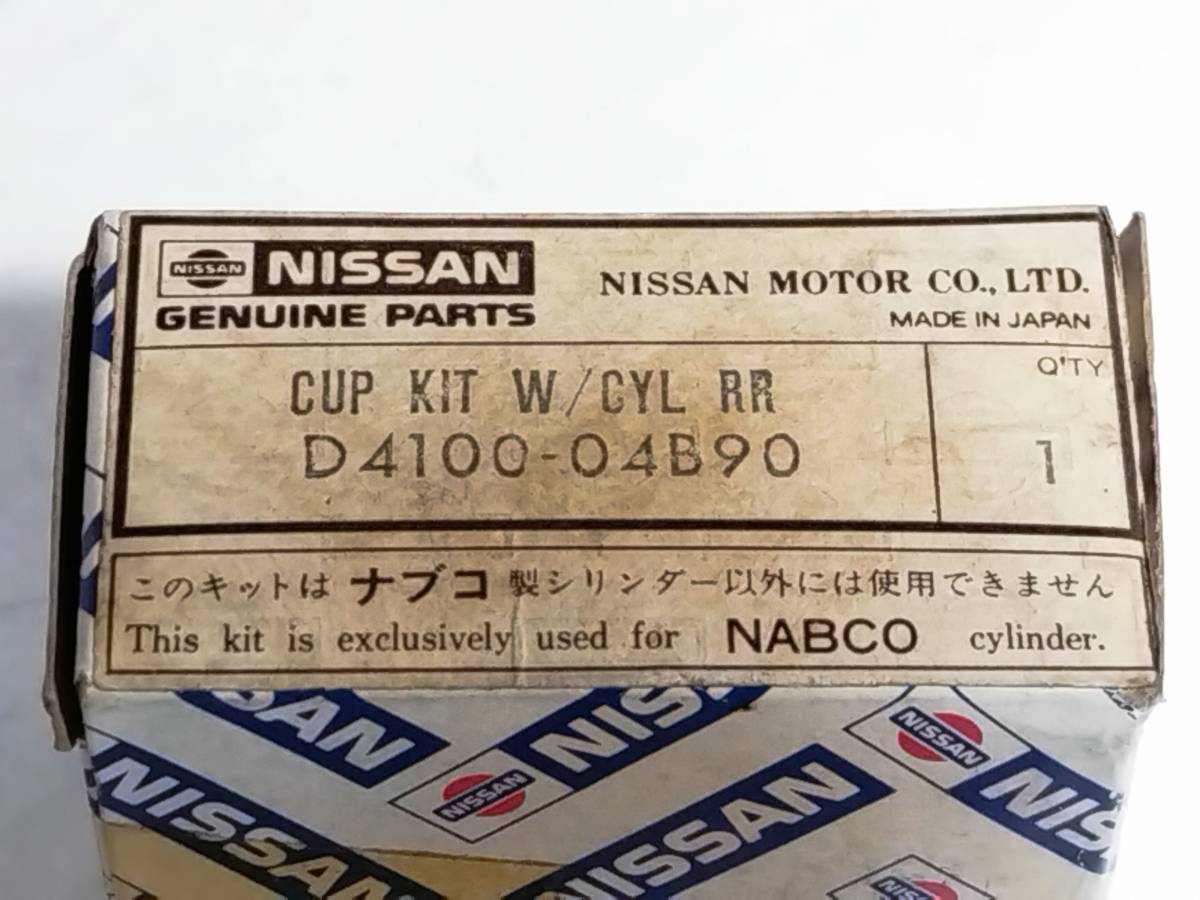 NISSAN NISSAN
GENUINE PARTS
NISSAN MOTOR CO., LTD.
MADE IN JAPAN
CUP KIT W/CYL RR
D4100-04B90
Q'TY
1
このキットは ナブコ 製シリンダー以外には使用できません
This kit is exclusively used for NABCO cylinder.
SSAN
NISSAN
NISS
NISSAN
NISSAN
NISSAN
NISSAN
NIS
NISSAN